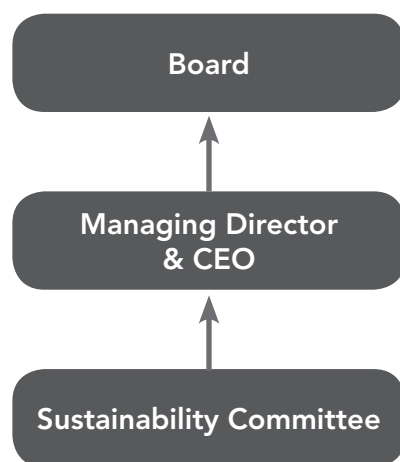 Board
Managing Director
& CEO
Sustainability Committee